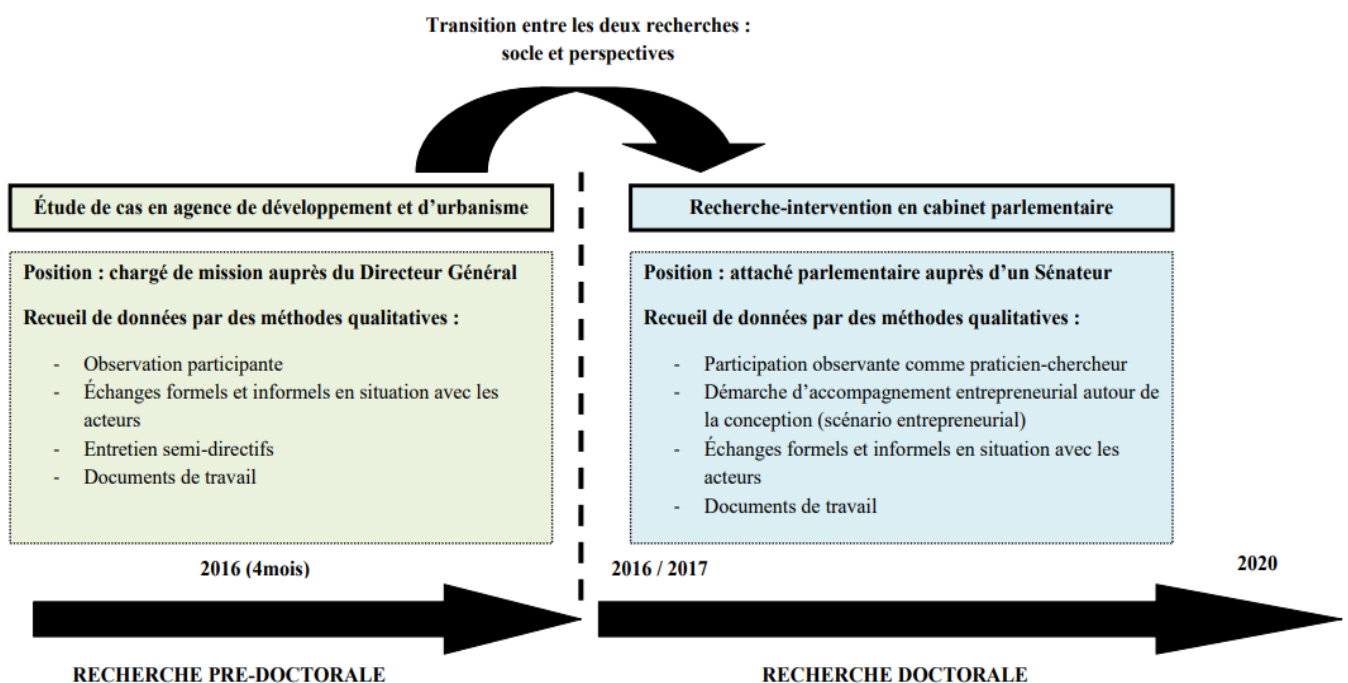 Transition entre les deux recherches :
socle et perspectives
Étude de cas en agence de développement et d’urbanisme
Position : chargé de mission auprès du Directeur Général
Recueil de données par des méthodes qualitatives :
- Observation participante
- Échanges formels et informels en situation avec les
acteurs
- Entretien semi-directifs
- Documents de travail
2016 (4mois)
RECHERCHE PRE-DOCTORALE
Recherche-intervention en cabinet parlementaire
Position : attaché parlementaire auprès d’un Sénateur
Recueil de données par des méthodes qualitatives :
- Participation observante comme praticien-chercheur
- Démarche d’accompagnement entrepreneurial autour de
la conception (scénario entrepreneurial)
- Échanges formels et informels en situation avec les
acteurs
- Documents de travail
2016 / 2017
2020
RECHERCHE DOCTORALE